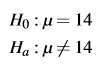 H₀ : μ = 14
Hₐ : μ ≠ 14